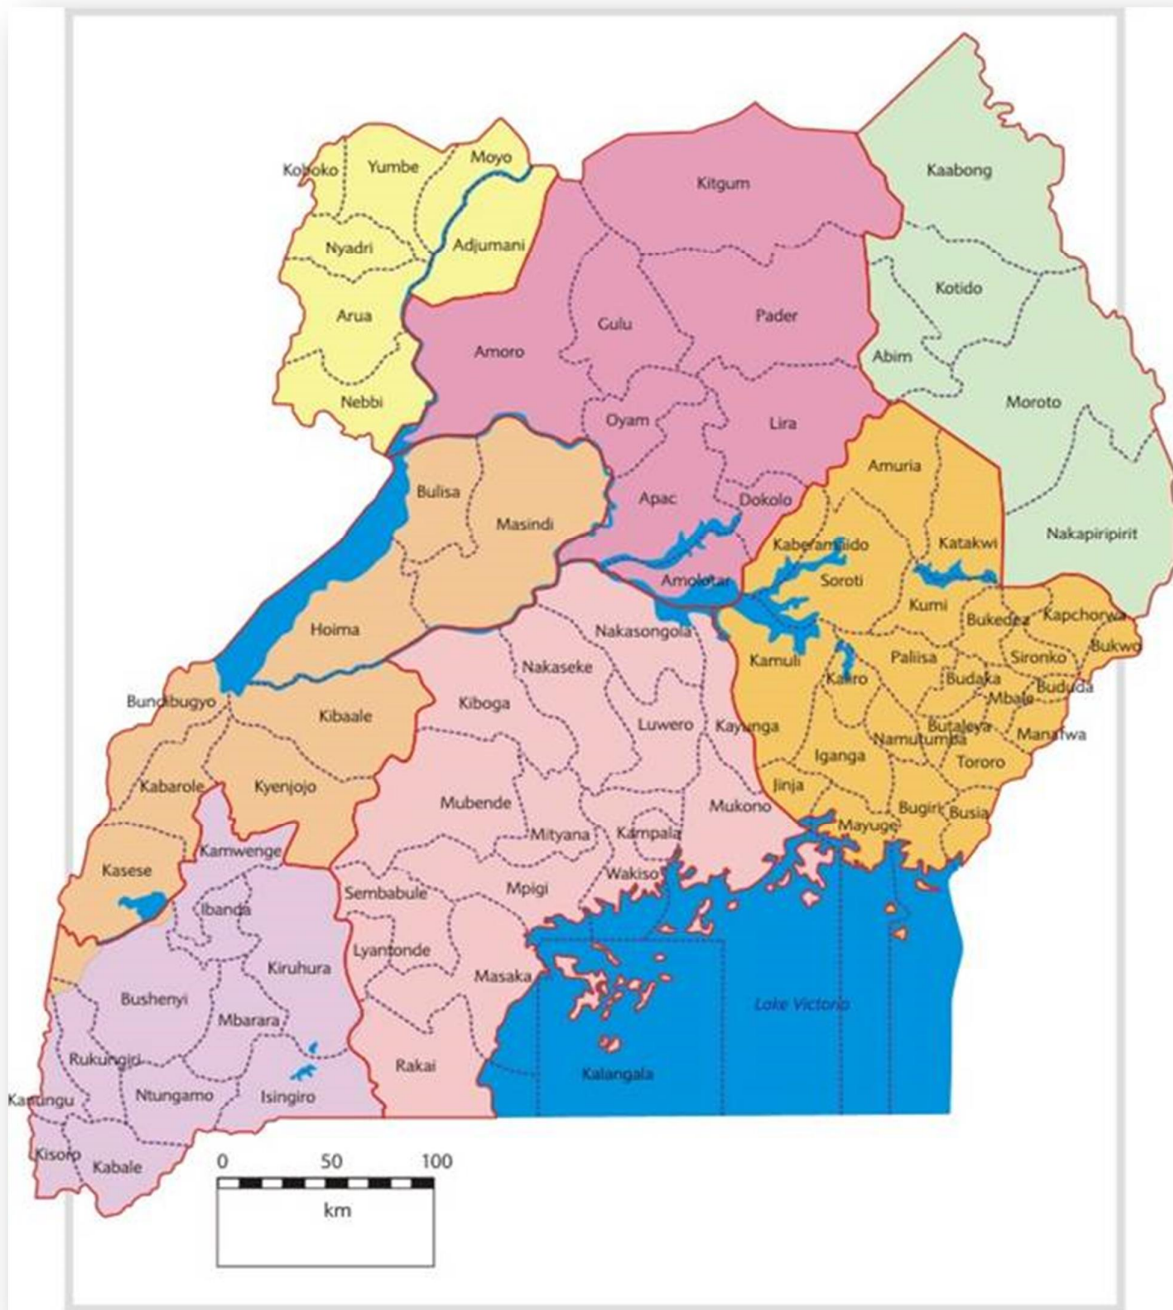 Kaabong
Koboko
Yumbe
Moyo
Kitgum
Nyadri
Adjumani
Kotido
Arua
Gulu
Pader
Amoro
Abim
Nebbi
Moroto
Oyam
Lira
Amuria
Bulisa
Masindi
Apac
Dokolo
Nakapiripirit
Kaberamaido
Katakwi
Amolotar
Soroti
Kumi
Bukedea
Kapchorwa
Hoima
Nakasongola
Bukwo
Nakaseke
Kamuli
Paliisa
Sironko
Kaliro
Budaka
Bududa
Bundibugyo
Kiboga
Mbale
Kibaale
Luwero
Kayunga
Butaleya
Namutumba
Manafwa
Iganga
Tororo
Kabarole
Kyenjojo
Jinja
Mubende
Mukono
Bugiri
Busia
Mityana
Kampala
Mayuge
Kamwenge
Kasese
Wakiso
Sembabule
Mpigi
Ibanda
Lyantonde
Kiruhura
Masaka
Bushenyi
Lake Victoria
Mbarara
Rukungiri
Rakai
Kalangala
Kanungu
Ntungamo
Isingiro
Kisoro
Kabale
0 50 100
km